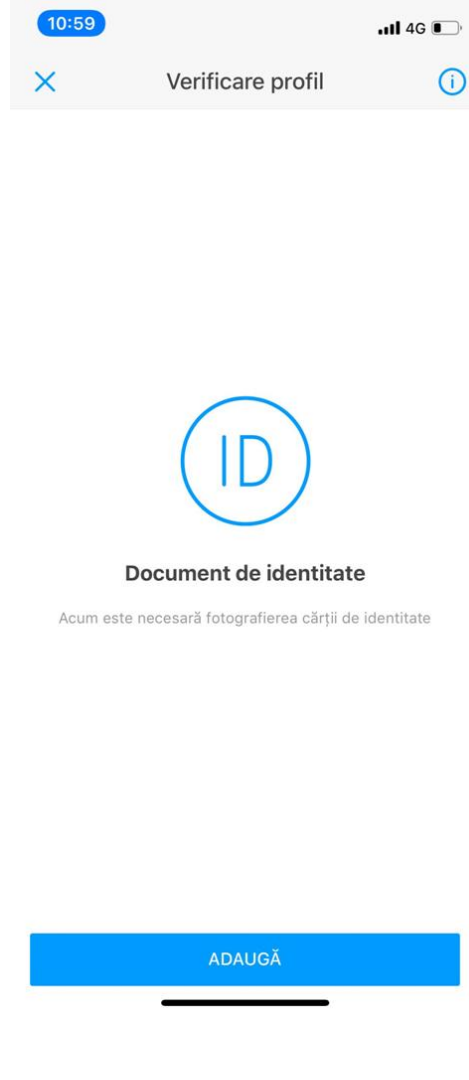 10:59
4G
Verificare profil
i
ID
Document de identitate
Acum este necesară fotografierea cărții de identitate
ADAUGĂ